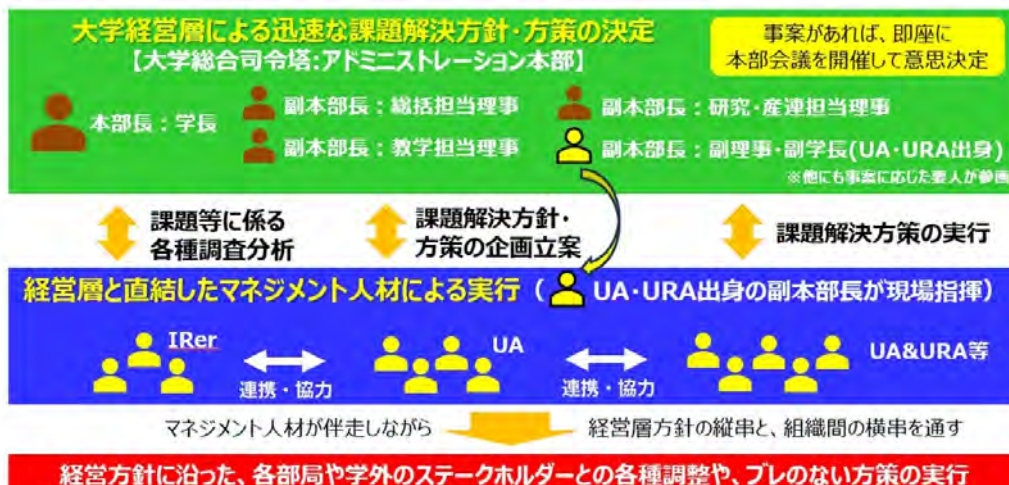 大学経営層による迅速な課題解決方針･方策の決定
【大学総合司令塔:アドミニストレーション本部】
事案があれば、即座に
本部会議を開催して意思決定
本部長：学長
副本部長：総括担当理事
副本部長：研究･産連担当理事
副本部長：教学担当理事
副本部長：副理事･副学長(UA･URA出身)
※他にも事案に応じた要人が参画
課題等に係る
各種調査分析
課題解決方針･
方策の企画立案
課題解決方策の実行
経営層と直結したマネジメント人材による実行（ UA･URA出身の副本部長が現場指揮）
IRer
UA
UA&URA等
連携・協力
連携・協力
マネジメント人材が伴走しながら
経営層方針の縦串と、組織間の横串を通す
経営方針に沿った、各部局や学外のステークホルダーとの各種調整や、ブレのない方策の実行